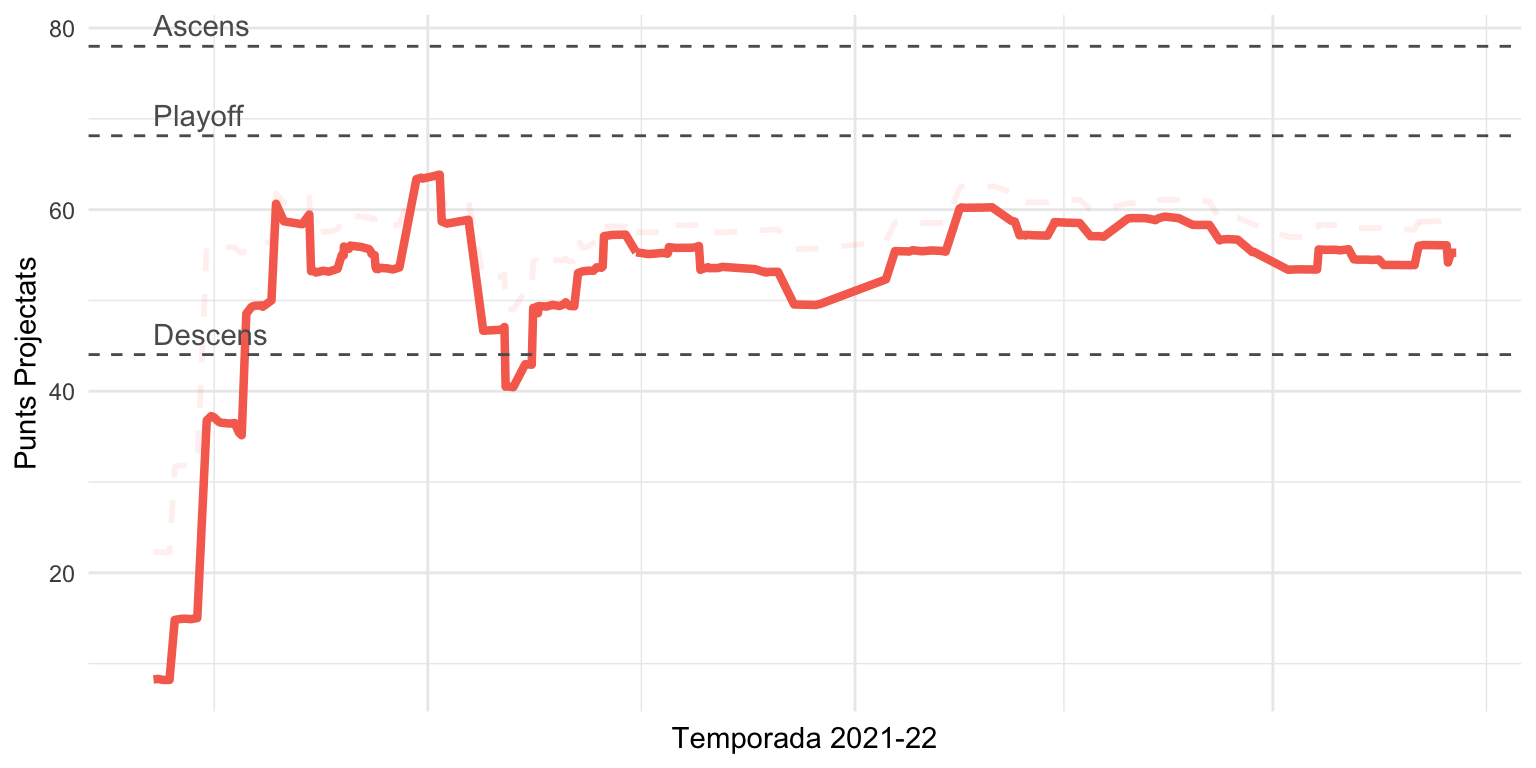 80
Ascens
Playoff
60
Descens
40
20
Punts Projectats
Temporada 2021-22